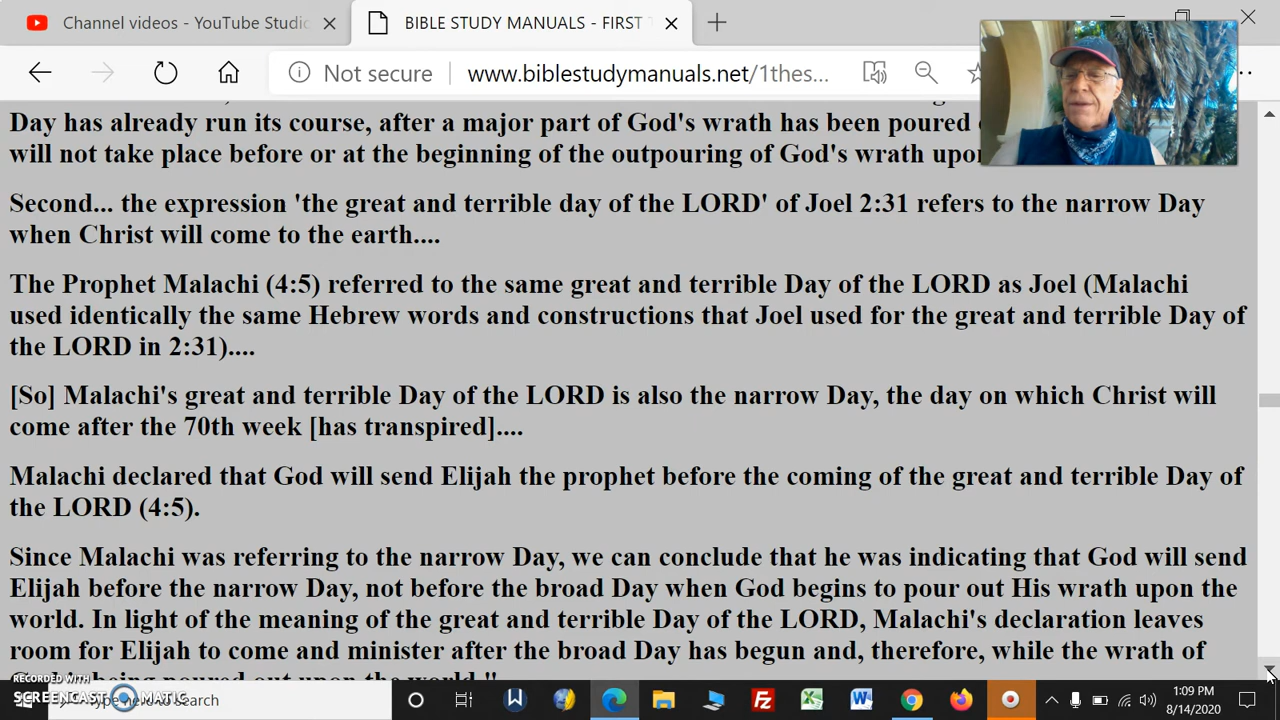 Channel videos - YouTube Studio
BIBLE STUDY MANUALS - FIRST T
Not secure
www.biblestudymanuals.net/1thes...
Day has already run its course, after a major part of God's wrath has been poured
will not take place before or at the beginning of the outpouring of God's wrath upon
Second... the expression 'the great and terrible day of the LORD' of Joel 2:31 refers to the narrow Day
when Christ will come to the earth....
The Prophet Malachi (4:5) referred to the same great and terrible Day of the LORD as Joel (Malachi
used identically the same Hebrew words and constructions that Joel used for the great and terrible Day of
the LORD in 2:31)....
[So] Malachi's great and terrible Day of the LORD is also the narrow Day, the day on which Christ will
come after the 70th week [has transpired]....
Malachi declared that God will send Elijah the prophet before the coming of the great and terrible Day of
the LORD (4:5).
Since Malachi was referring to the narrow Day, we can conclude that he was indicating that God will send
Elijah before the narrow Day, not before the broad Day when God begins to pour out His wrath upon the
world. In light of the meaning of the great and terrible Day of the LORD, Malachi's declaration leaves
room for Elijah to come and minister after the broad Day has begun and, therefore, while the wrath of
being poured out upon the world."
RECORDED WITH
SCREENCAST MATIC
Type here to search
1:09 PM
8/14/2020